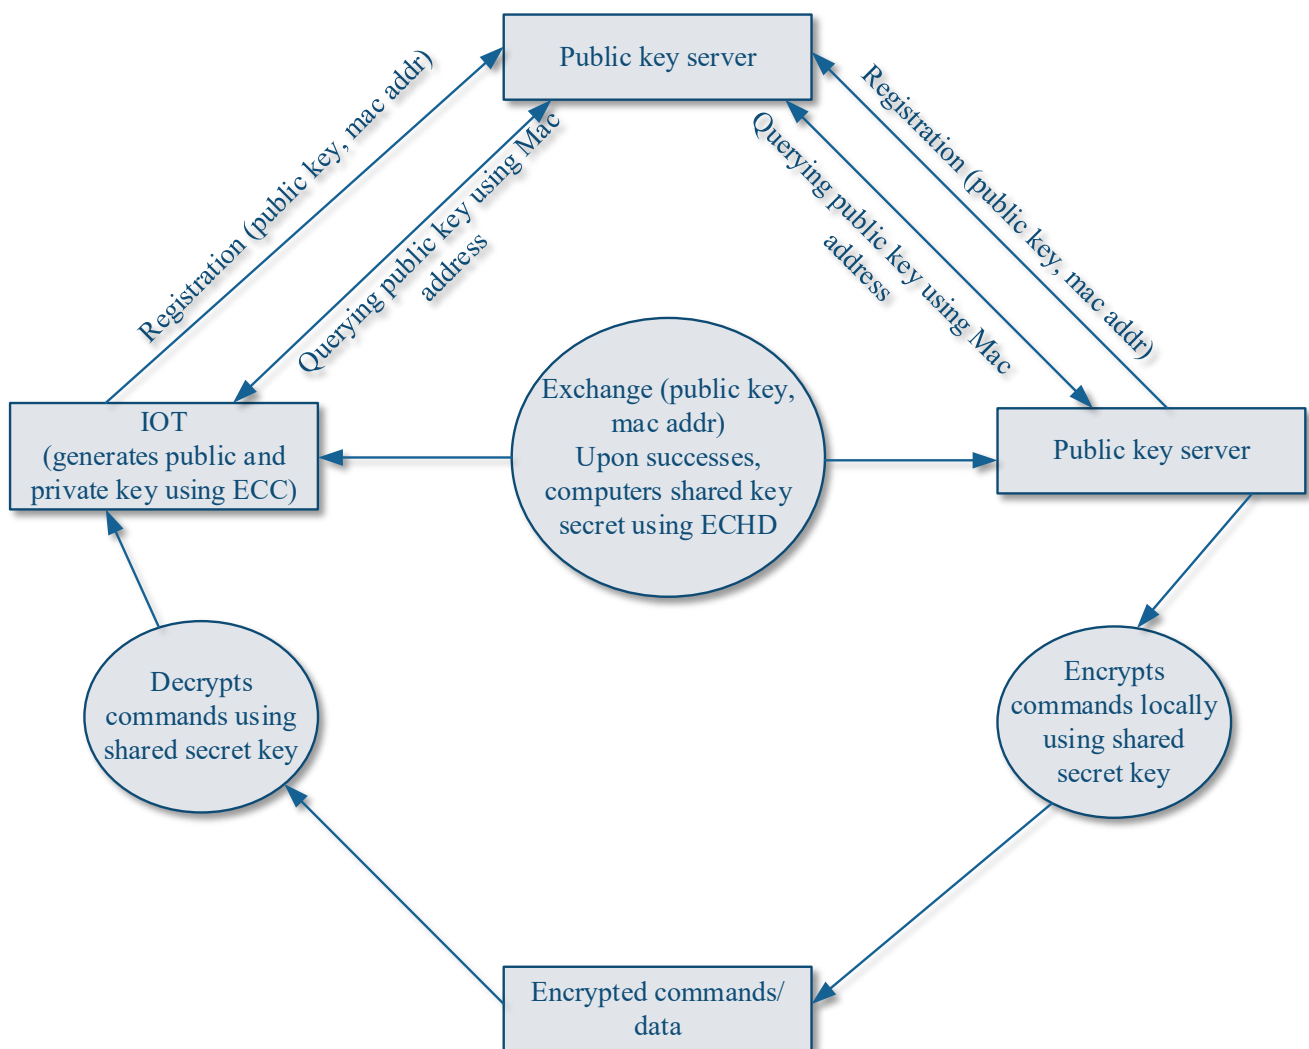 Public key server
Registration (public key, mac addr)
Querying public key using Mac
address
Querying public key using Mac
address
Registration (public key, mac addr)
IOT
(generates public and
private key using ECC)
Exchange (public key,
mac addr)
Upon successes,
computers shared key
secret using ECHD
Public key server
Decrypts
commands using
shared secret key
Encrypts
commands locally
using shared
secret key
Encrypted commands/
data